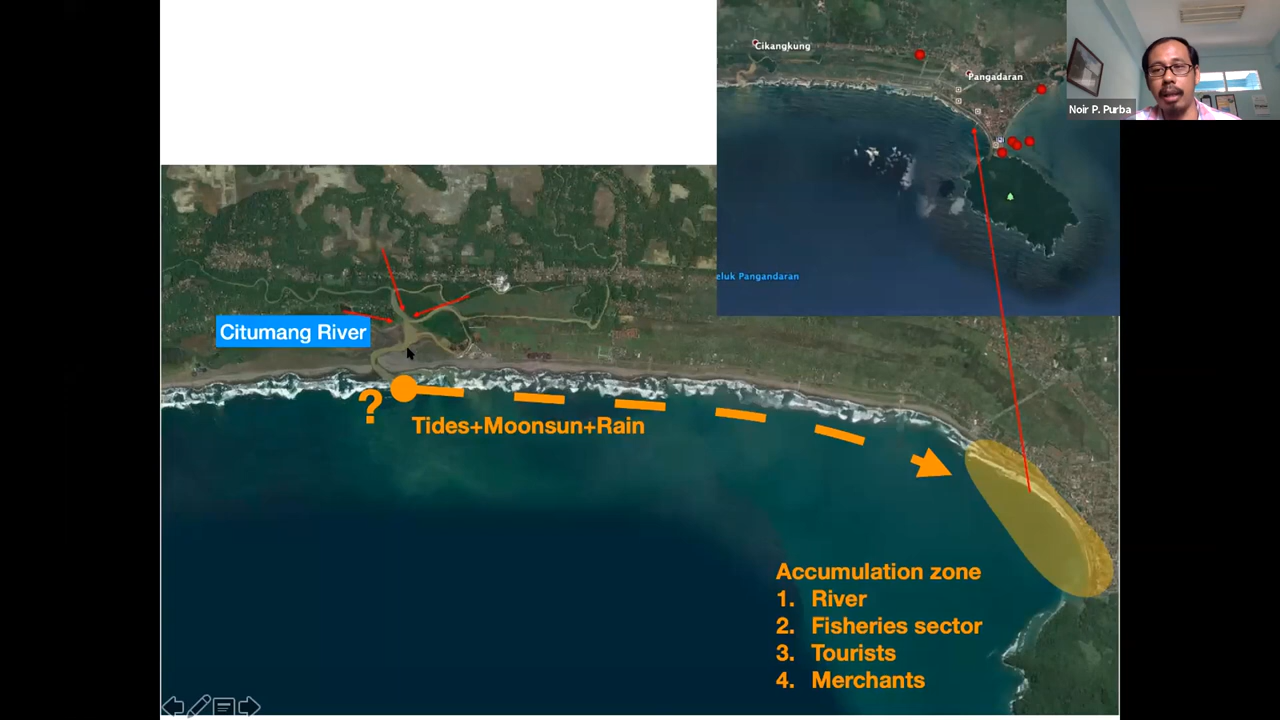 Cikangkung
Pangadaran
Noir P. Purba
eluk Pangandaran
Citumang River
?
Tides+Moonsun+Rain
Accumulation zone
1. River
2. Fisheries sector
3. Tourists
4. Merchants